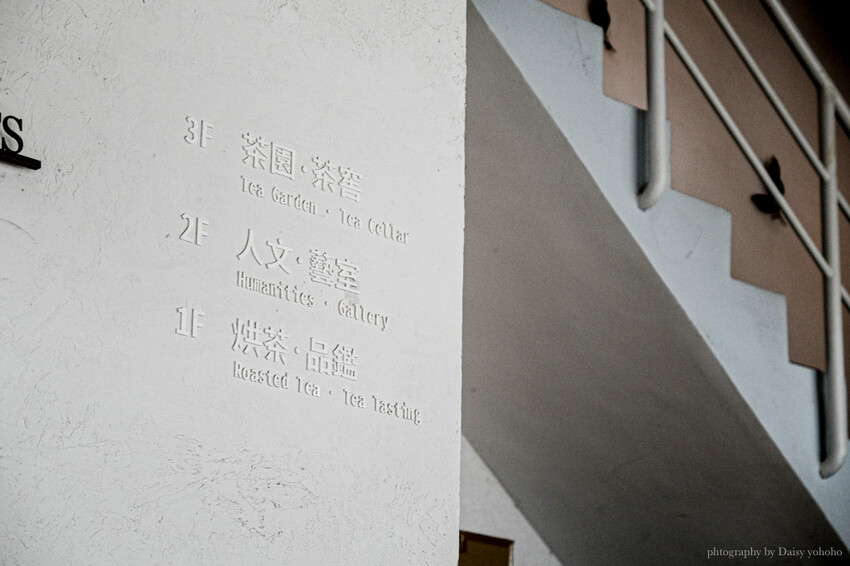 3F 茶園·茶窖
Tea Garden · Tea Cellar
2F 人文·藝室
Humanities · Gallery
1F 烘茶·品鑑
Roasted Tea · Tea Tasting
phtography by Daisy yohoho